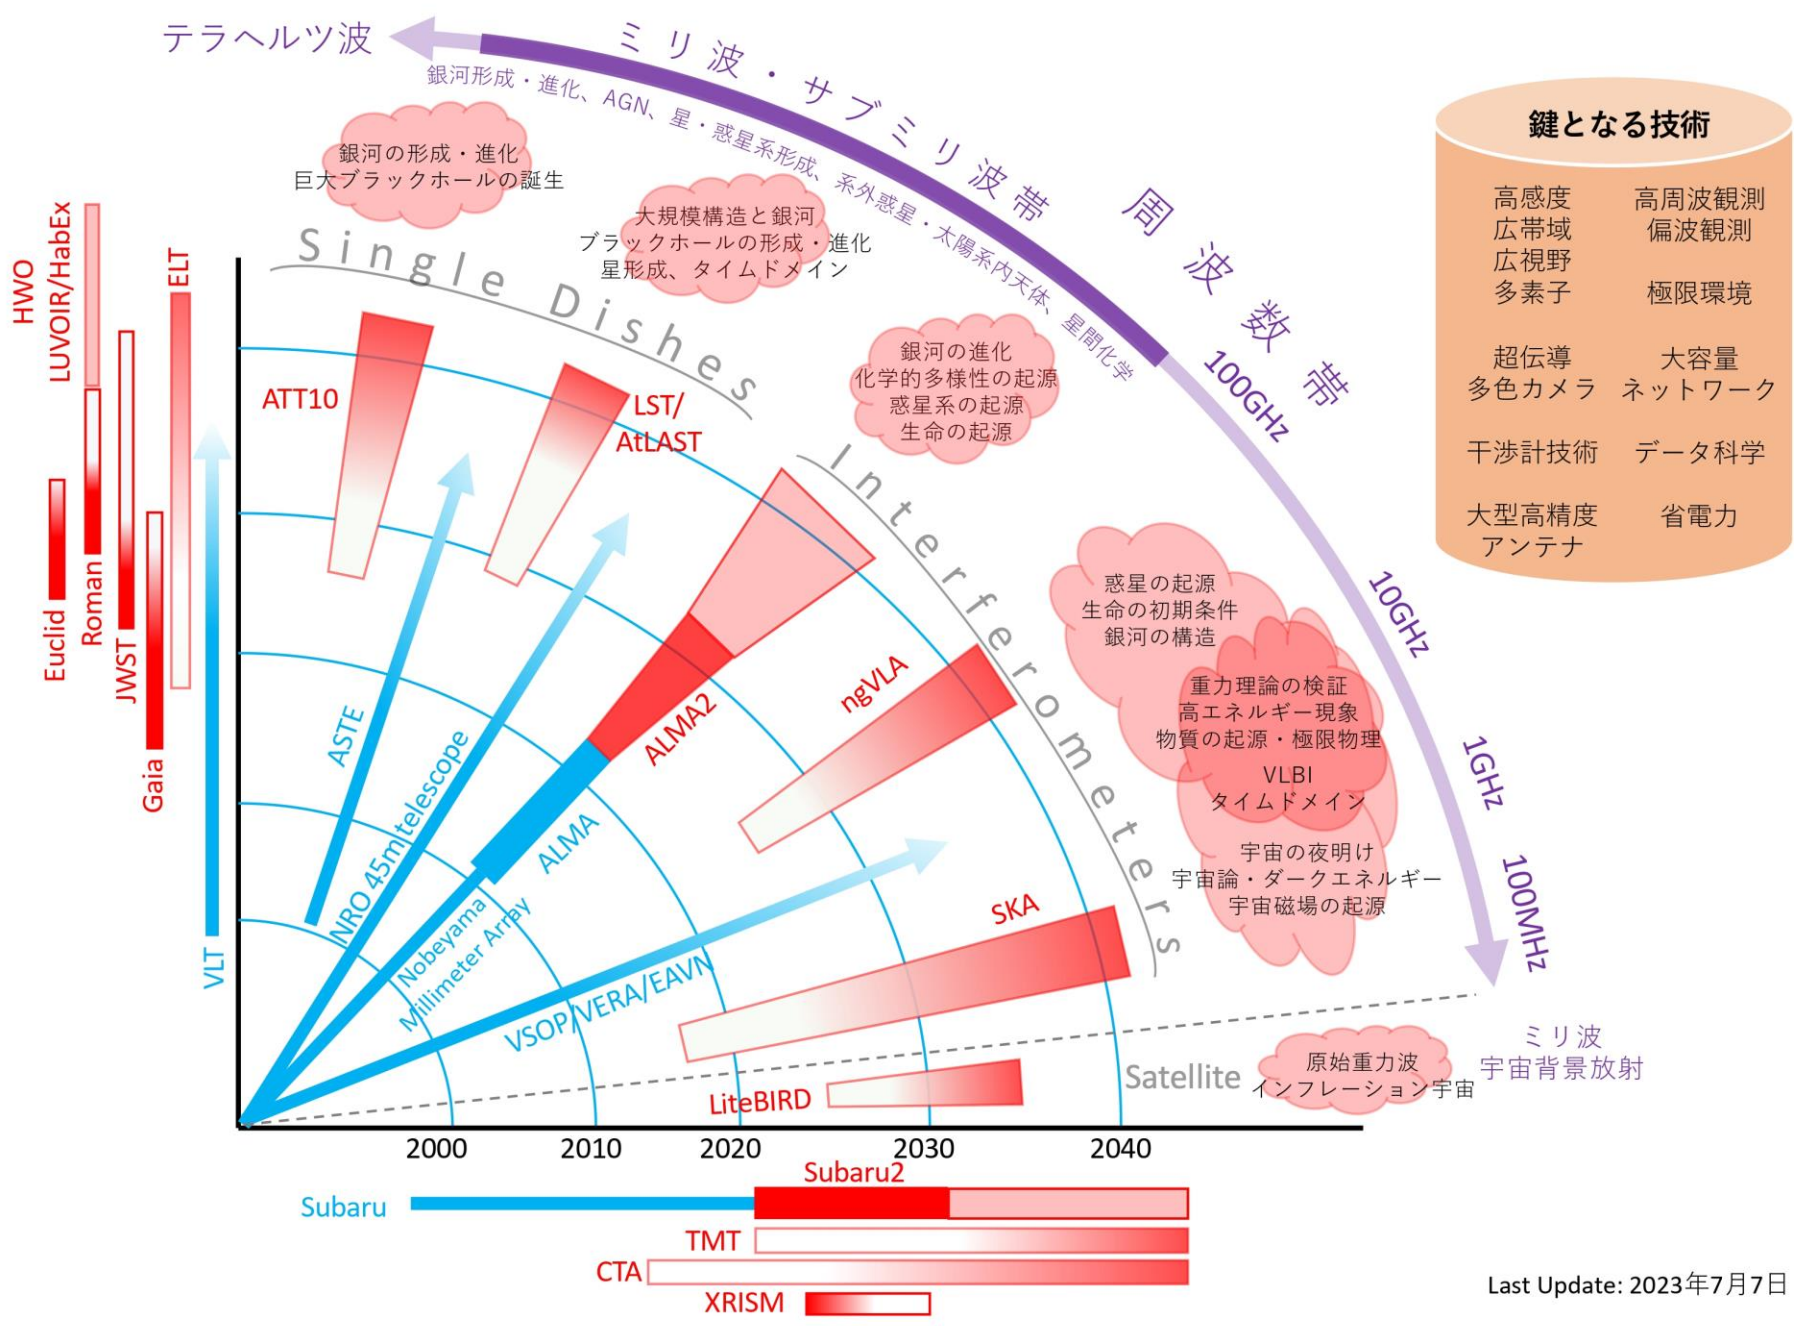 テラヘルツ波
ミリ波・サブミリ波帯
銀河形成・進化、AGN、星・惑星系形成、系外惑星・太陽系内天体、星間化学
周波数帯
100GHz
10GHz
1GHz
100MHz
銀河の形成・進化
巨大ブラックホールの誕生
大規模構造と銀河
ブラックホールの形成・進化
星形成、タイムドメイン
銀河の進化
化学的多様性の起源
惑星系の起源
生命の起源
惑星の起源
生命の初期条件
銀河の構造
重力理論の検証
高エネルギー現象
物質の起源・極限物理
VLBI
タイムドメイン
宇宙の夜明け
宇宙論・ダークエネルギー
宇宙磁場の起源
Single Dishes
Interferometers
Satellite
原始重力波
インフレーション宇宙
ミリ波
宇宙背景放射
鍵となる技術
高感度
広帯域
広視野
多素子
超伝導
多色カメラ
干渉計技術
大型高精度
アンテナ
高周波観測
偏波観測
極限環境
大容量
ネットワーク
データ科学
省電力
HWO
LUVOIR/HabEx
ELT
Euclid
Roman
JWST
Gaia
VLT
ATT10
LST/
AtLAST
ASTE
NRO 45m telescope
Nobeyama
Millimeter Array
ALMA
ALMA2
ngVLA
VSOP/VERA/EAVN
SKA
LiteBIRD
2000
2010
2020
2030
2040
Subaru
Subaru2
TMT
CTA
XRISM
Last Update: 2023年7月7日